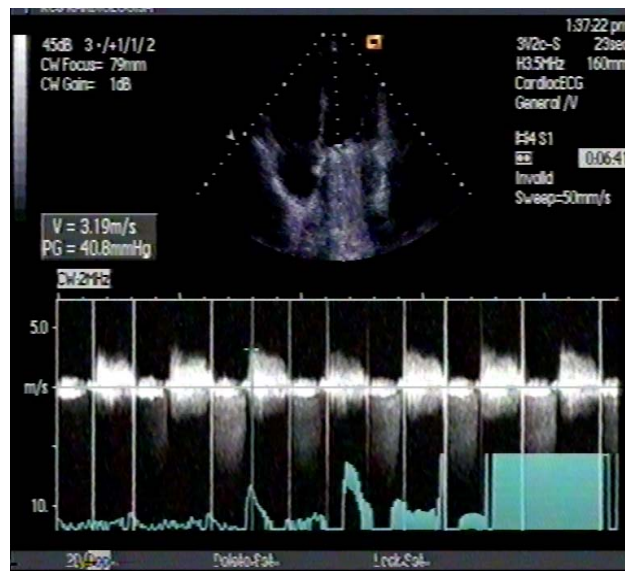 1:37:22 pm
45dB 3 •/+1/1/ 2
3V2c-S 23sec
CW Focus= 79mm
H3.5MHz 160mm
CW Gain= 1dB
CardiacECG
General /V
#4 S1
0:06:41
Invalid
Sweep=50mm/s
V = 3.19m/s
PG = 40.8mmHg
CW:2MHz
5.0
m/s
10.